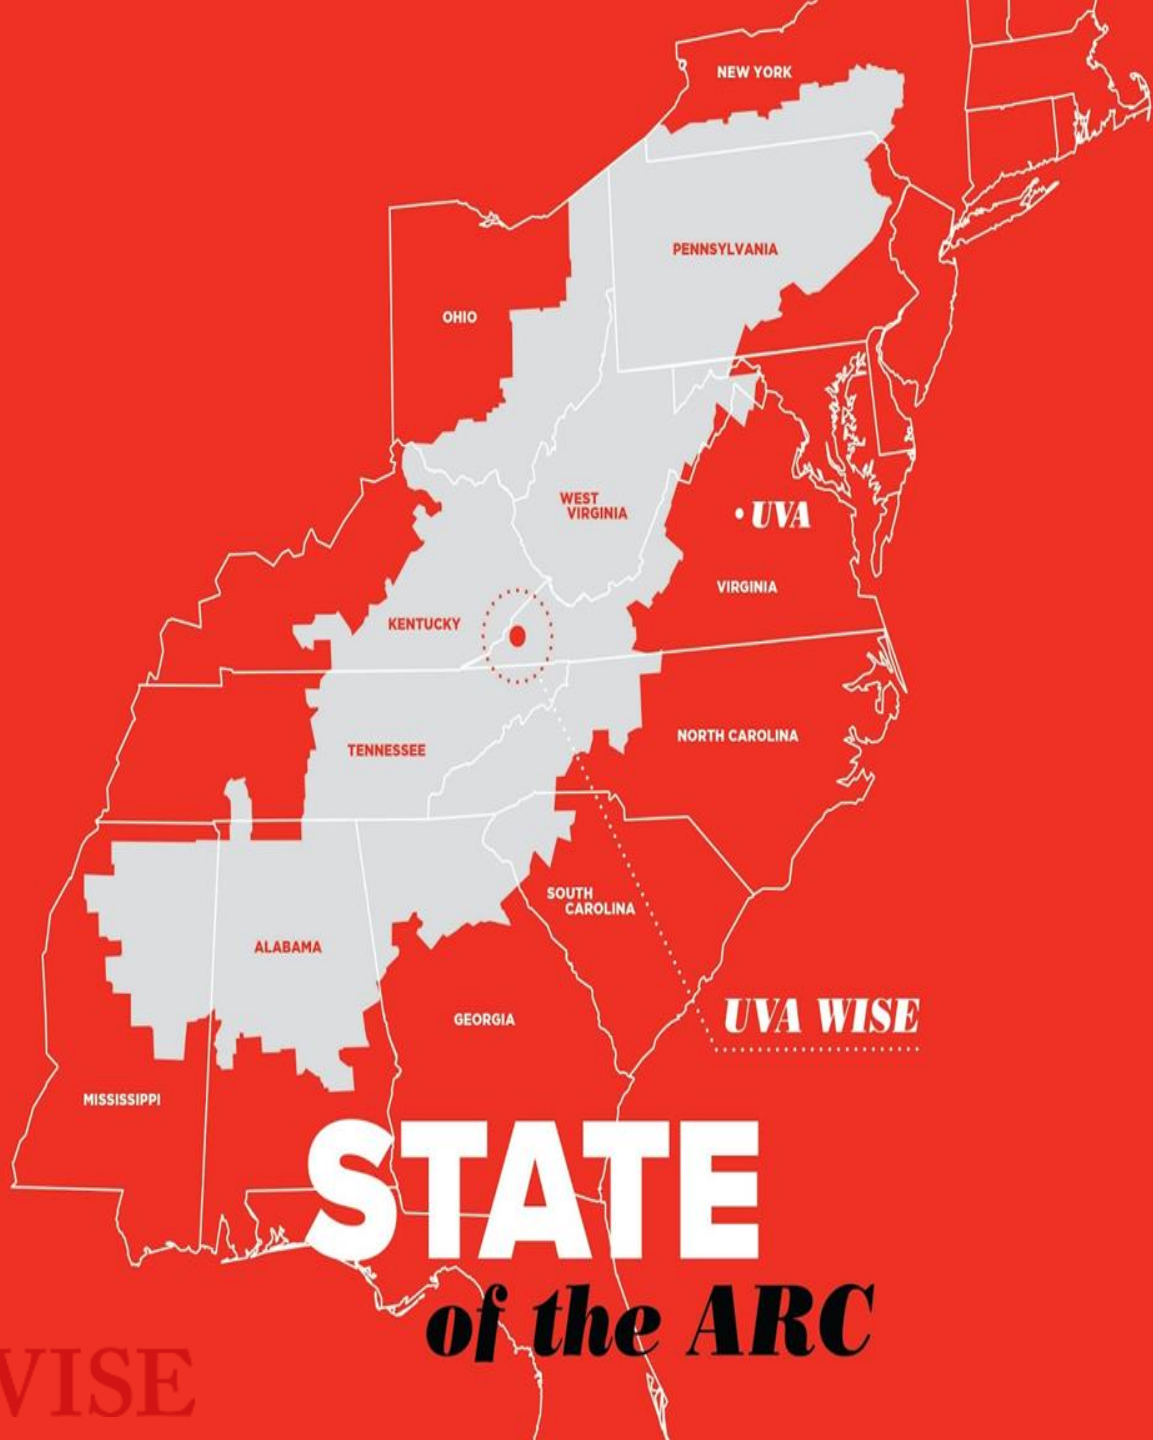 NEW YORK
PENNSYLVANIA
OHIO
WEST
VIRGINIA
• UVA
VIRGINIA
KENTUCKY
NORTH CAROLINA
TENNESSEE
SOUTH
CAROLINA
ALABAMA
UVA WISE
GEORGIA
MISSISSIPPI
STATE
of the ARC
VISE